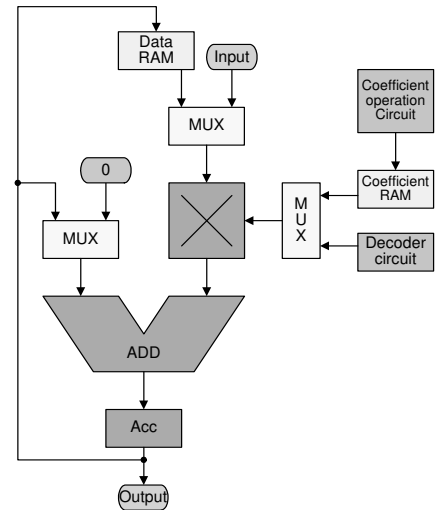 Data
RAM
Input
Coefficient
operation
Circuit
MUX
0
Coefficient
RAM
M
U
X
MUX
Decoder
circuit
ADD
Acc
Output